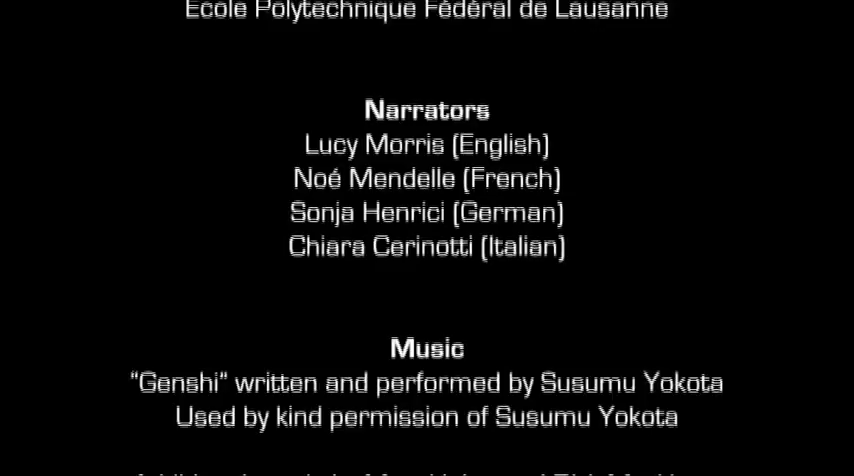 Ecole Polytechnique Fédéral de Lausanne
Narrators
Lucy Morris (English)
Noé Mendelle (French)
Sonja Henrici (German)
Chiara Cerinotti (Italian)
Music
“Genshi” written and performed by Susumu Yokota
Used by kind permission of Susumu Yokota